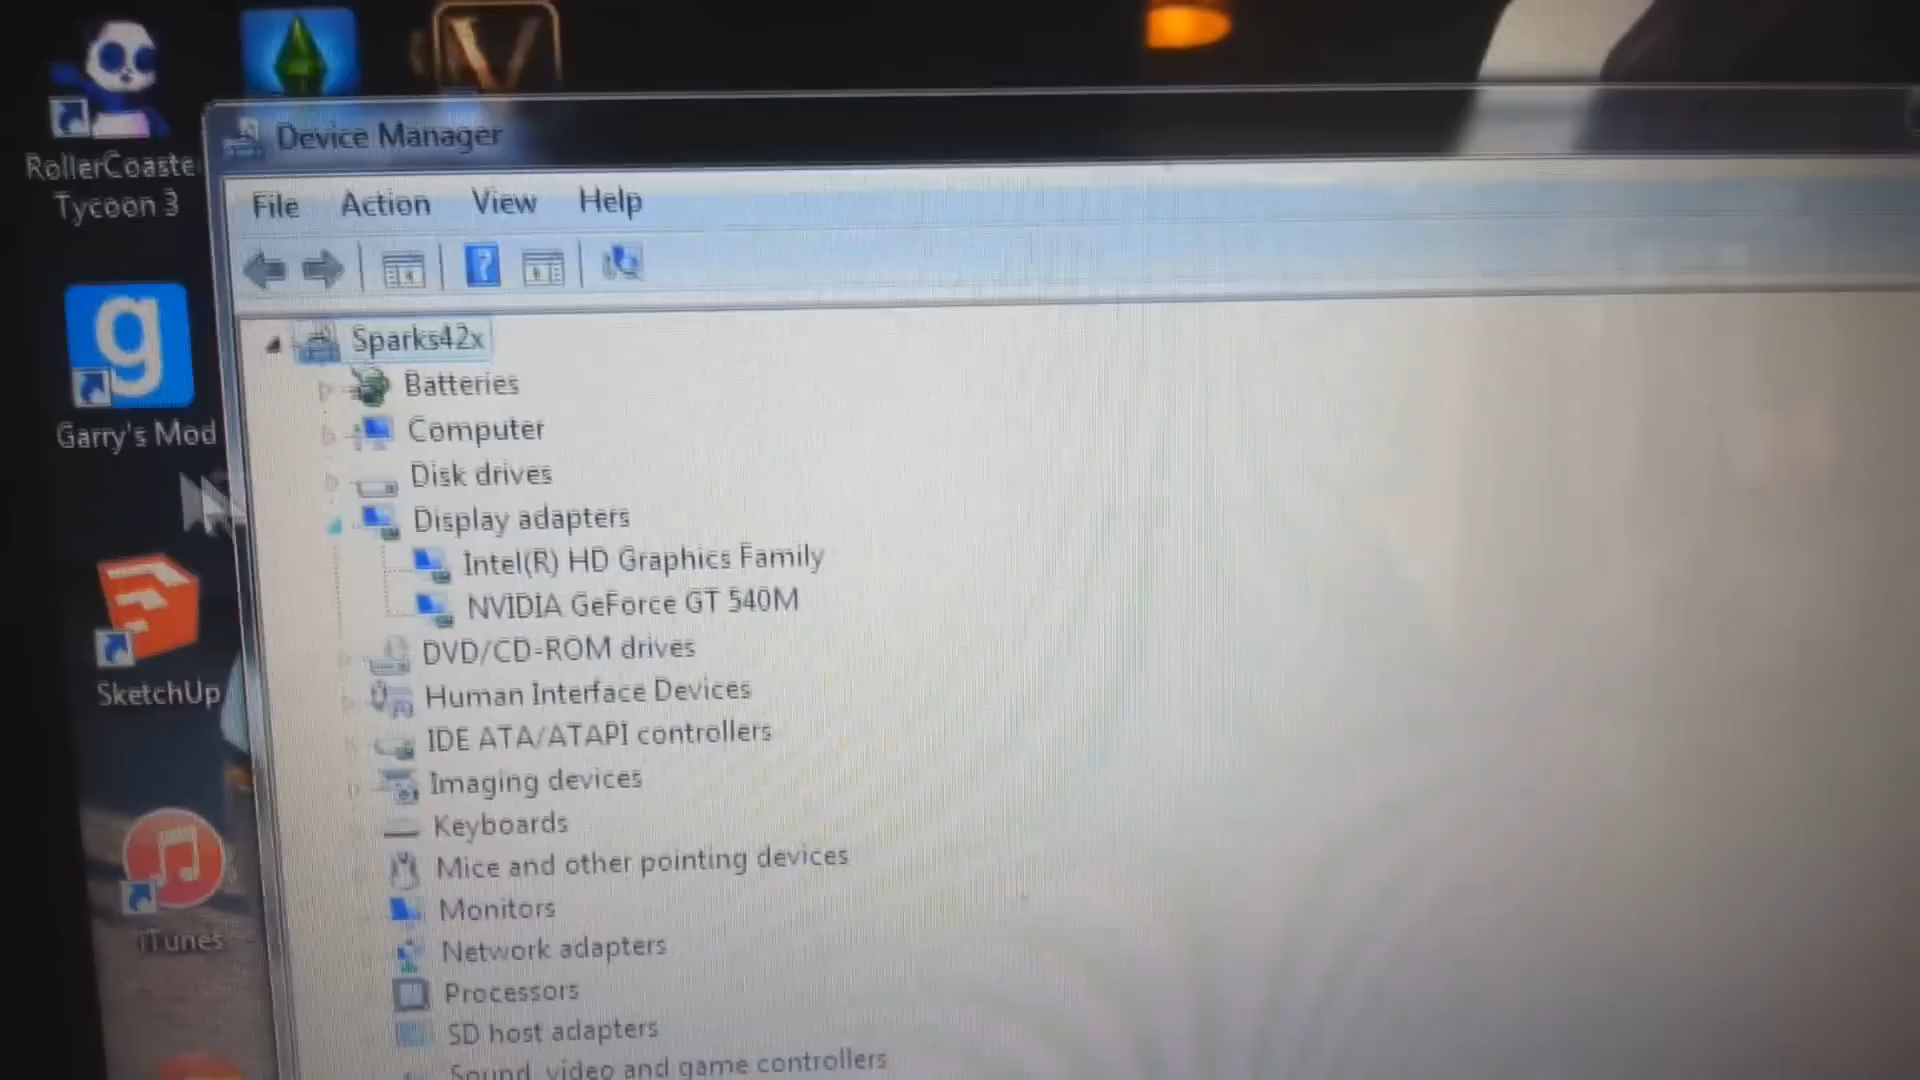 RollerCoaste
Tycoon 3
Garry's Mod
SketchUp
iTunes
Device Manager
File Action View Help
Sparks42x
Batteries
Computer
Disk drives
Display adapters
Intel(R) HD Graphics Family
NVIDIA GeForce GT 540M
DVD/CD-ROM drives
Human Interface Devices
IDE ATA/ATAPI controllers
Imaging devices
Keyboards
Mice and other pointing devices
Monitors
Network adapters
Processors
SD host adapters
Sound, video and game controllers